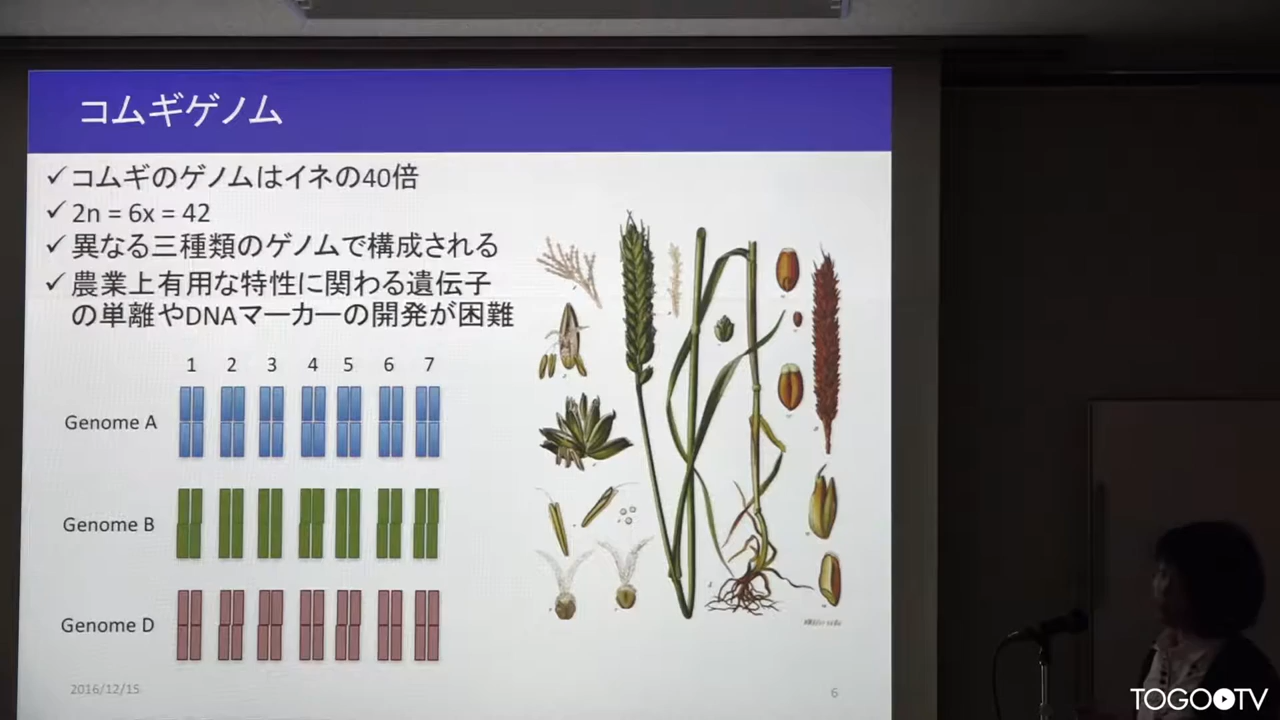 コムギゲノム
✓コムギのゲノムはイネの40倍
✓2n = 6x = 42
✓異なる三種類のゲノムで構成される
✓農業上有用な特性に関わる遺伝子
の単離やDNAマーカーの開発が困難
1 2 3 4 5 6 7
Genome A
Genome B
Genome D
2016/12/15
6
TOGOTV